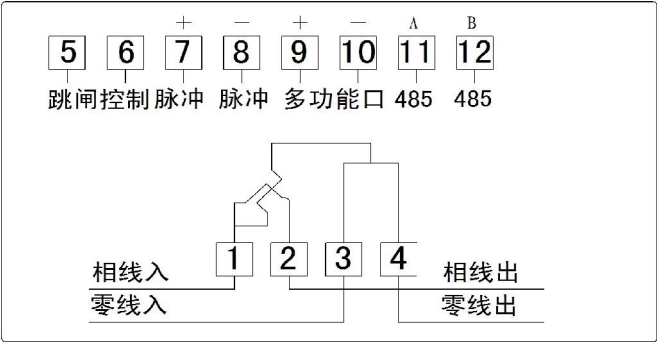 + － + － A B
5 6 7 8 9 10 11 12
跳闸控制 脉冲 脉冲 多功能口 485 485
1 2 3 4
相线入 相线出
零线入 零线出